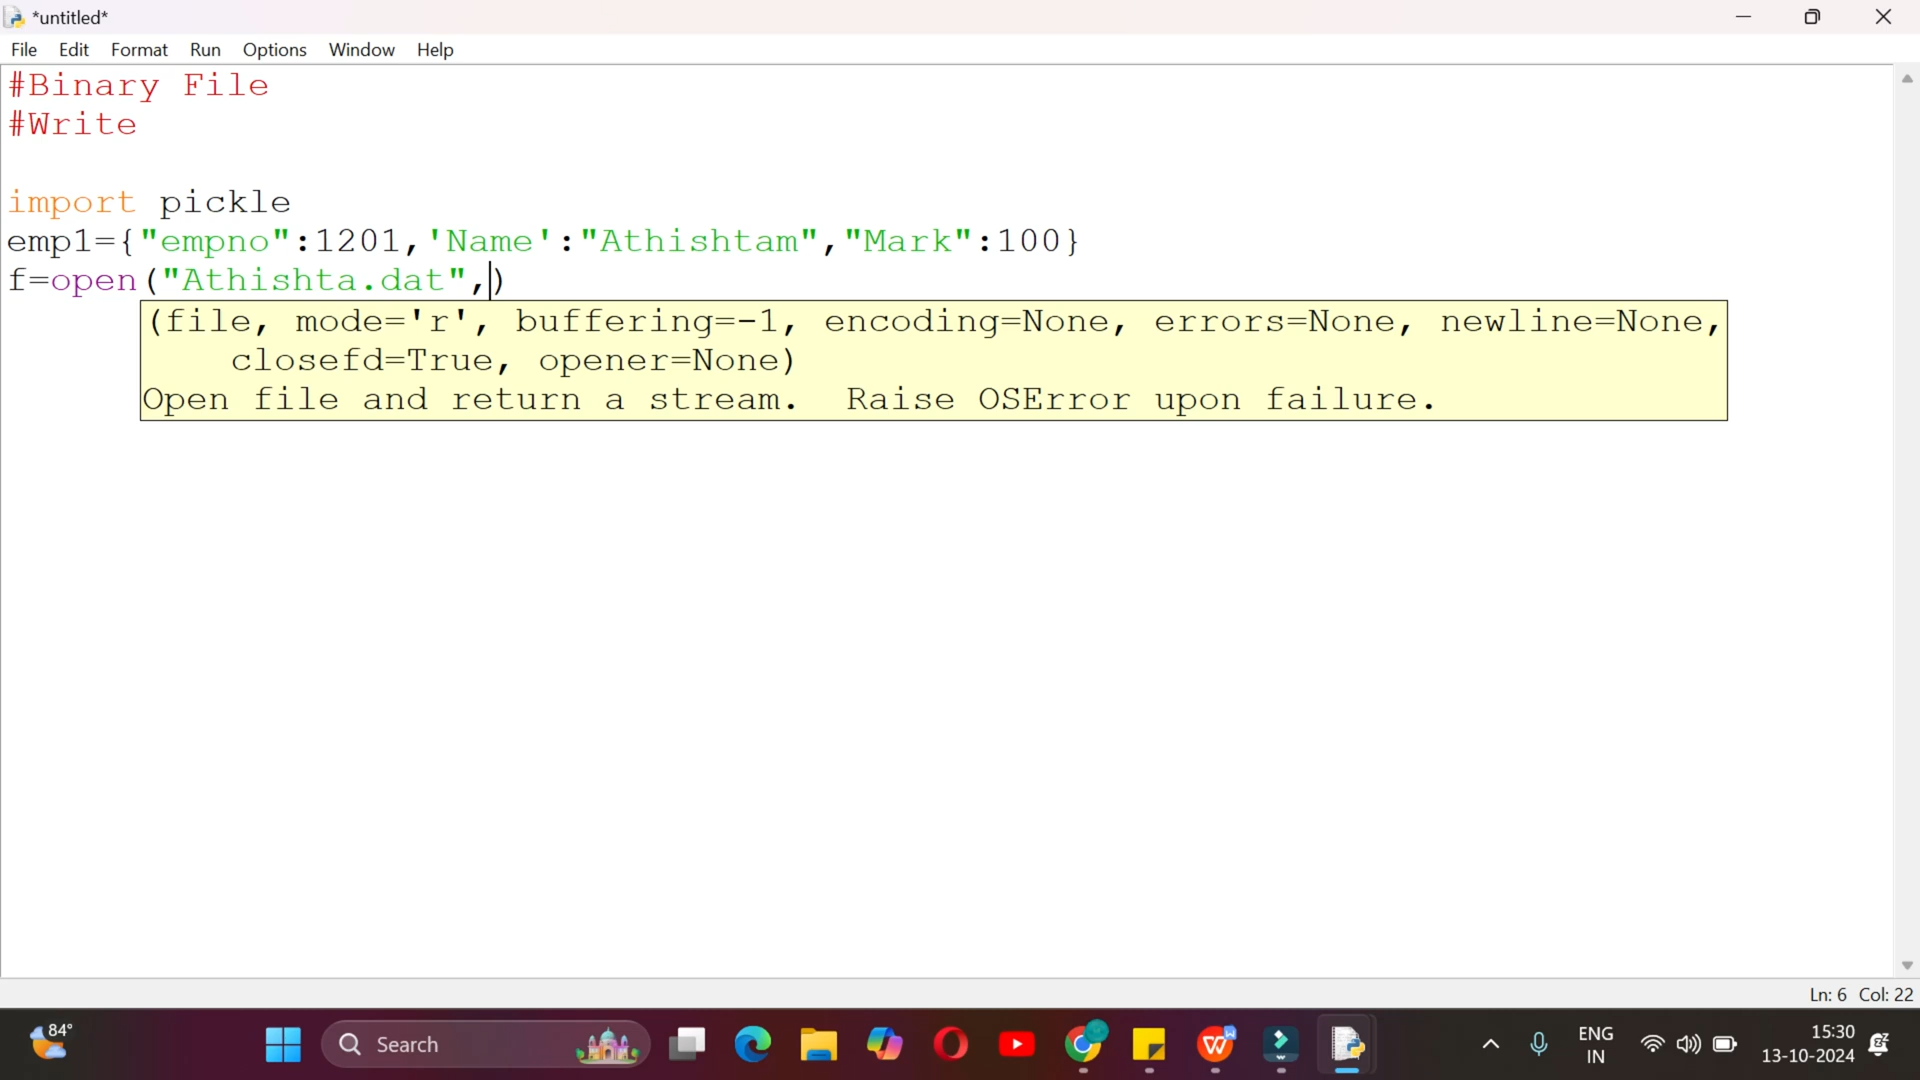 *untitled*
File Edit Format Run Options Window Help
#Binary File
#Write
import pickle
emp1={"empno":1201,'Name':"Athishtam","Mark":100}
f=open("Athishta.dat",)
(file, mode='r', buffering=-1, encoding=None, errors=None, newline=None,
closefd=True, opener=None)
Open file and return a stream.  Raise OSError upon failure.
Ln: 6 Col: 22
84°
Search
ENG
IN
15:30
13-10-2024